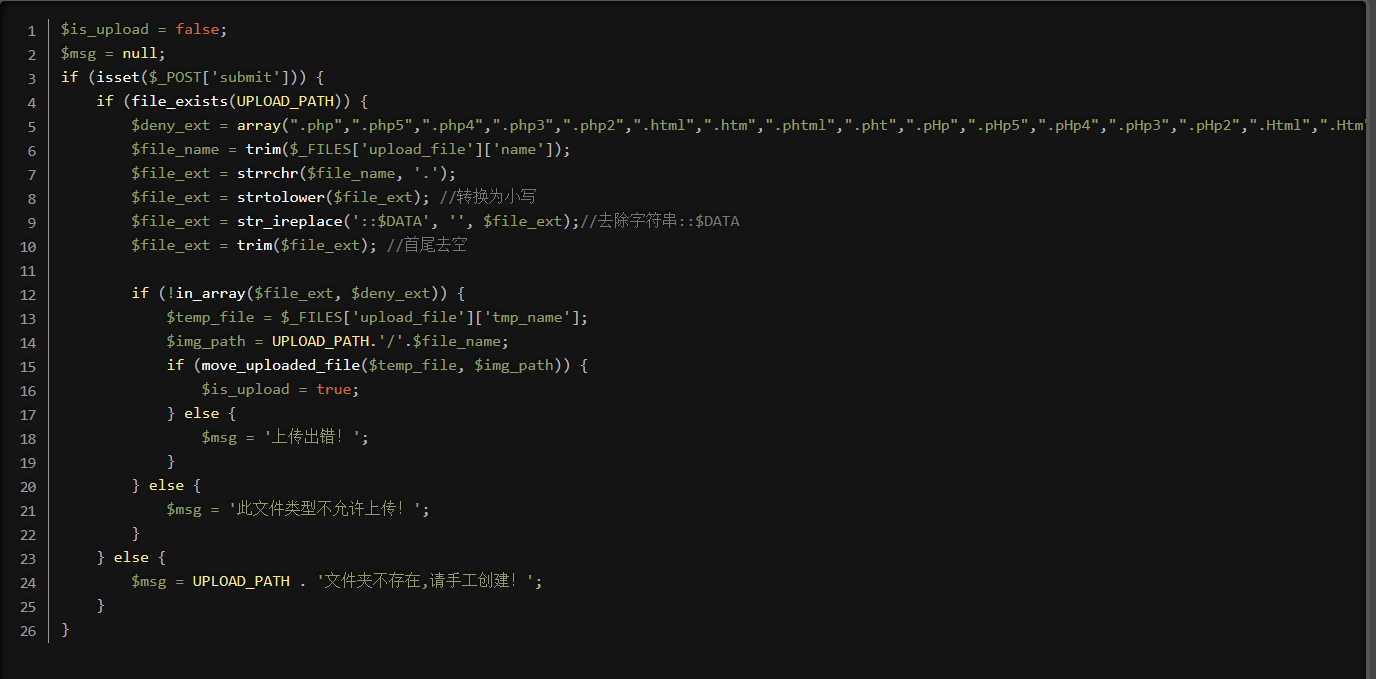 1 $is_upload = false;
2 $msg = null;
3 if (isset($_POST['submit'])) {
4 if (file_exists(UPLOAD_PATH)) {
5 $deny_ext = array(".php",".php5",".php4",".php3",".php2",".html",".htm",".phtml",".pht",".pHp",".pHp5",".pHp4",".pHp3",".pHp2",".Html",".Htm"
6 $file_name = trim($_FILES['upload_file']['name']);
7 $file_ext = strrchr($file_name, '.');
8 $file_ext = strtolower($file_ext); //转换为小写
9 $file_ext = str_ireplace('::$DATA', '', $file_ext);//去除字符串::$DATA
10 $file_ext = trim($file_ext); //首尾去空
11
12 if (!in_array($file_ext, $deny_ext)) {
13 $temp_file = $_FILES['upload_file']['tmp_name'];
14 $img_path = UPLOAD_PATH.'/'.$file_name;
15 if (move_uploaded_file($temp_file, $img_path)) {
16 $is_upload = true;
17 } else {
18 $msg = '上传出错！';
19 }
20 } else {
21 $msg = '此文件类型不允许上传！';
22 }
23 } else {
24 $msg = UPLOAD_PATH . '文件夹不存在,请手工创建！';
25 }
26 }